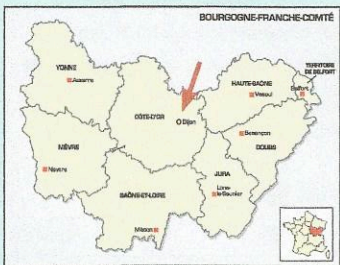 BOURGOGNE-FRANCHE-COMTÉ
YONNE
Auxerre
HAUTE-SAÔNE
TERRITOIRE
DE BELFORT
Vesoul
Belfort
CÔTE-D'OR
Dijon
Besançon
NIÈVRE
DOUBS
Nevers
JURA
SAÔNE-ET-LOIRE
Lons-
le-Saunier
Mâcon